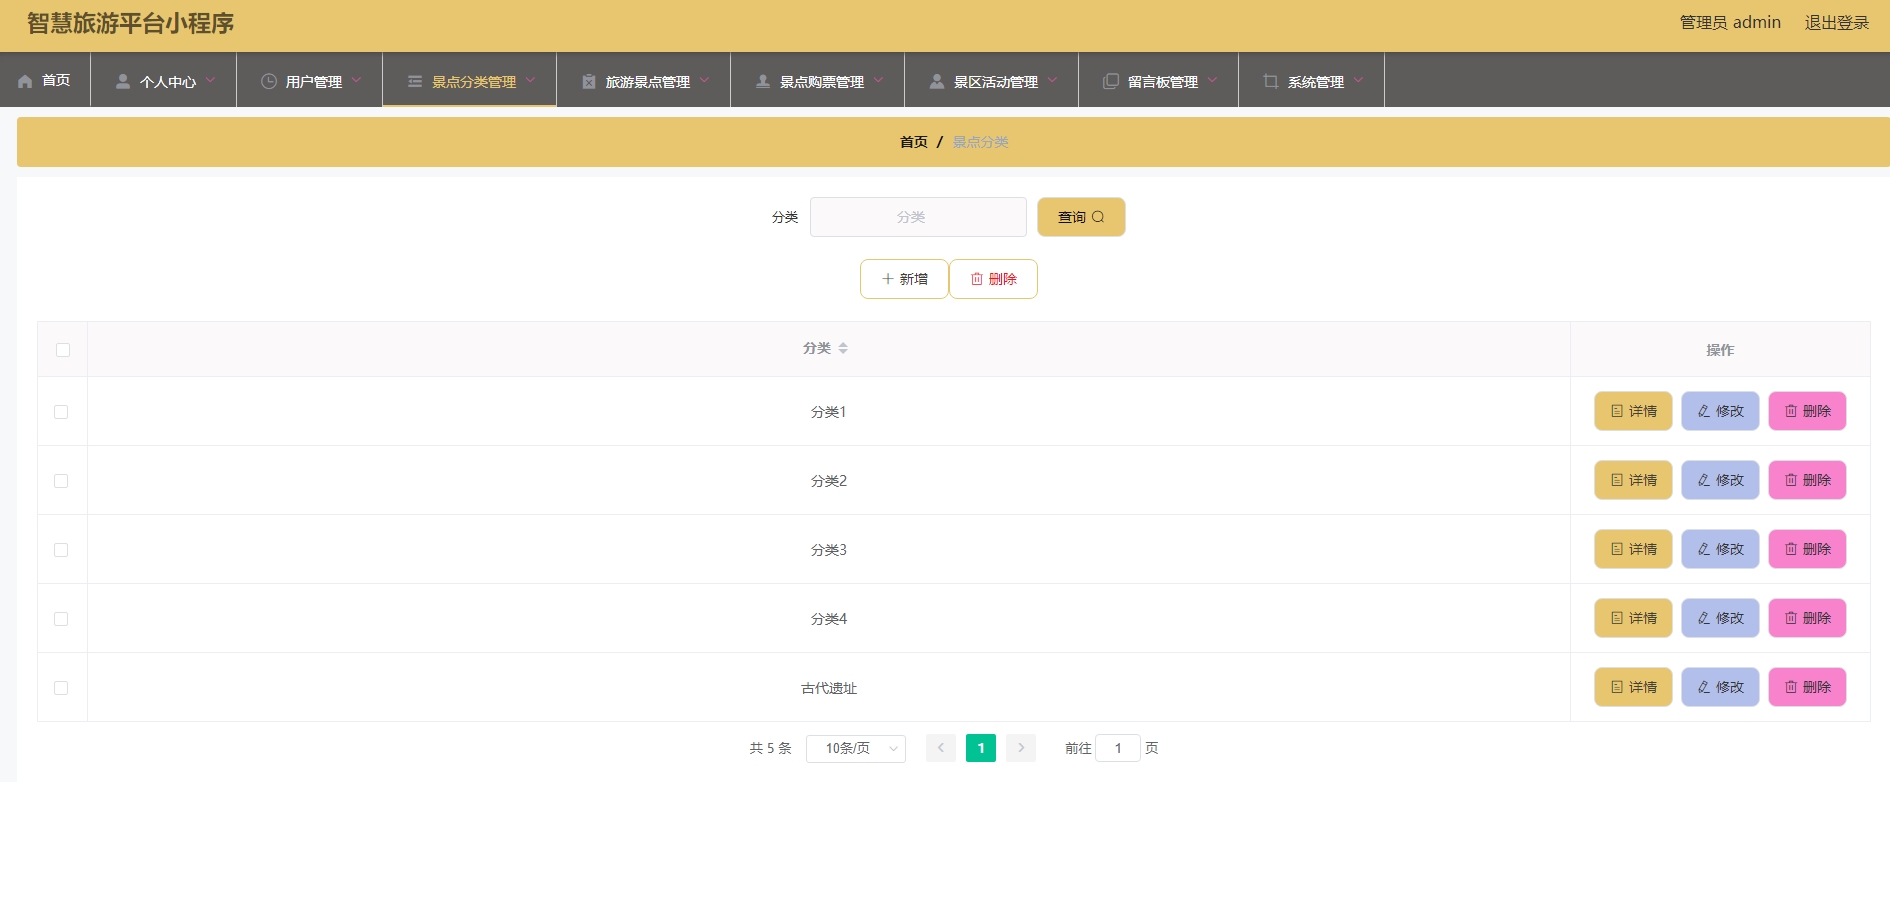 智慧旅游平台小程序 管理员 admin 退出登录
首页 个人中心 用户管理 景点分类管理 旅游景点管理 景点购票管理 景区活动管理 留言板管理 系统管理
首页 / 景点分类
分类 分类 查询
新增 删除
分类 操作
分类1 详情 修改 删除
分类2 详情 修改 删除
分类3 详情 修改 删除
分类4 详情 修改 删除
古代遗址 详情 修改 删除
共 5 条 10条/页 1 前往 1 页